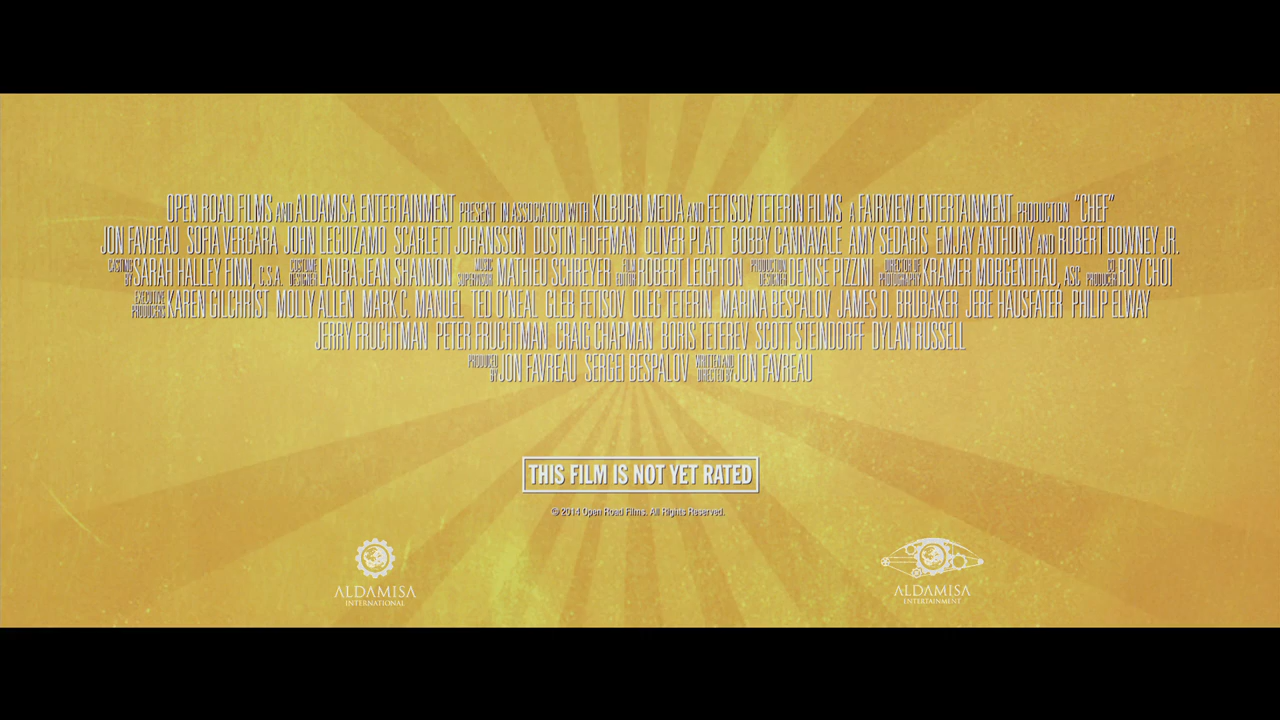 OPEN ROAD FILMS AND ALDAMISA ENTERTAINMENT PRESENT IN ASSOCIATION WITH KILBURN MEDIA AND FETISOV TETERIN FILMS A FAIRVIEW ENTERTAINMENT PRODUCTION "CHEF"
JON FAVREAU SOFIA VERGARA JOHN LEGUIZAMO SCARLETT JOHANSSON DUSTIN HOFFMAN OLIVER PLATT BOBBY CANNAVALE AMY SEDARIS EMJAY ANTHONY AND ROBERT DOWNEY JR.
CASTING BY SARAH HALLEY FINN, C.S.A. COSTUME DESIGNER LAURA JEAN SHANNON MUSIC SUPERVISOR MATHIEU SCHREYER FILM EDITOR ROBERT LEIGHTON PRODUCTION DESIGNER DENISE PIZZINI DIRECTOR OF PHOTOGRAPHY KRAMER MORGENTHAU, ASC CO PRODUCER ROY CHOI
EXECUTIVE PRODUCERS KAREN GILCHRIST MOLLY ALLEN MARK C. MANUEL TED O'NEAL GLEB FETISOV OLEG TETERIN MARINA BESPALOV JAMES D. BRUBAKER JERE HAUSFATER PHILIP ELWAY
JERRY FRUCHTMAN PETER FRUCHTMAN CRAIG CHAPMAN BORIS TETEREV SCOTT STEINDORFF DYLAN RUSSELL
PRODUCED BY JON FAVREAU SERGEI BESPALOV WRITTEN AND DIRECTED BY JON FAVREAU
THIS FILM IS NOT YET RATED
© 2014 Open Road Films. All Rights Reserved.
ALDAMISA
INTERNATIONAL
ALDAMISA
ENTERTAINMENT